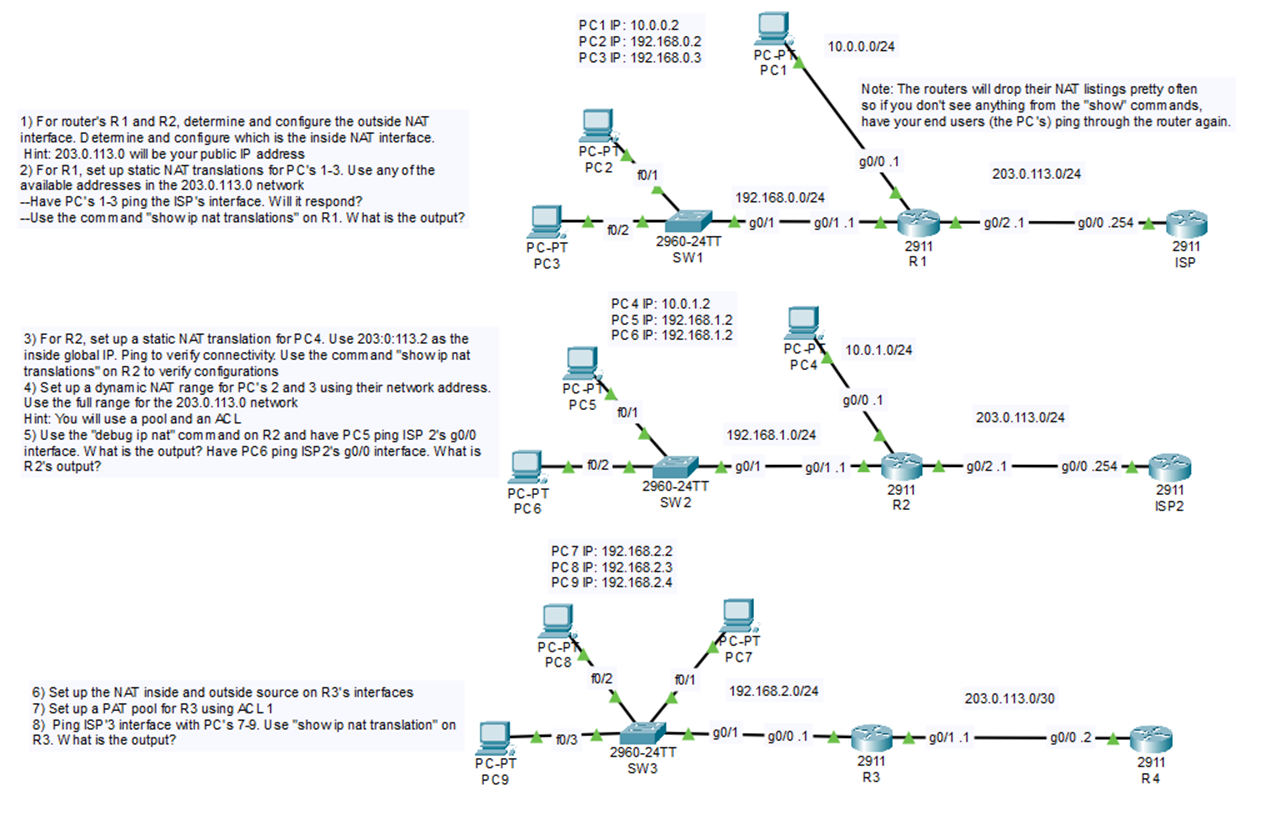 PC1 IP: 10.0.0.2
PC2 IP: 192.168.0.2
PC3 IP: 192.168.0.3
PC-PT
PC1
10.0.0.0/24
Note: The routers will drop their NAT listings pretty often
so if you don't see anything from the "show" commands,
have your end users (the PC's) ping through the router again.
1) For router's R1 and R2, determine and configure the outside NAT
interface. Determine and configure which is the inside NAT interface.
Hint: 203.0.113.0 will be your public IP address
2) For R1, set up static NAT translations for PC's 1-3. Use any of the
available addresses in the 203.0.113.0 network
--Have PC's 1-3 ping the ISP's interface. Will it respond?
--Use the command "show ip nat translations" on R1. What is the output?
PC-PT
PC2
f0/1
g0/0 .1
203.0.113.0/24
192.168.0.0/24
PC-PT
PC3
f0/2
2960-24TT
SW1
g0/1
g0/1 .1
2911
R1
g0/2 .1
g0/0 .254
2911
ISP
PC4 IP: 10.0.1.2
PC5 IP: 192.168.1.2
PC6 IP: 192.168.1.2
PC-PT
PC4
10.0.1.0/24
3) For R2, set up a static NAT translation for PC4. Use 203:0:113.2 as the
inside global IP. Ping to verify connectivity. Use the command "show ip nat
translations" on R2 to verify configurations
4) Set up a dynamic NAT range for PC's 2 and 3 using their network address.
Use the full range for the 203.0.113.0 network
Hint: You will use a pool and an ACL
5) Use the "debug ip nat" command on R2 and have PC5 ping ISP 2's g0/0
interface. What is the output? Have PC6 ping ISP2's g0/0 interface. What is
R2's output?
PC-PT
PC5
f0/1
g0/0 .1
203.0.113.0/24
192.168.1.0/24
PC-PT
PC6
f0/2
2960-24TT
SW2
g0/1
g0/1 .1
2911
R2
g0/2 .1
g0/0 .254
2911
ISP2
PC7 IP: 192.168.2.2
PC8 IP: 192.168.2.3
PC9 IP: 192.168.2.4
PC-PT
PC8
PC-PT
PC7
f0/2
f0/1
192.168.2.0/24
203.0.113.0/30
6) Set up the NAT inside and outside source on R3's interfaces
7) Set up a PAT pool for R3 using ACL 1
8) Ping ISP'3 interface with PC's 7-9. Use "show ip nat translation" on
R3. What is the output?
PC-PT
PC9
f0/3
2960-24TT
SW3
g0/1
g0/0 .1
2911
R3
g0/1 .1
g0/0 .2
2911
R4